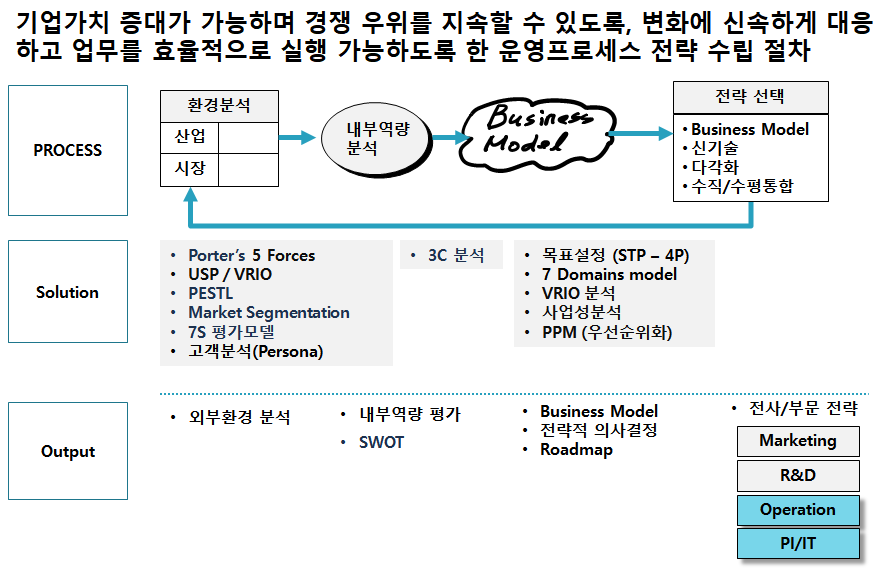 기업가치 증대가 가능하며 경쟁 우위를 지속할 수 있도록, 변화에 신속하게 대응
하고 업무를 효율적으로 실행 가능하도록 한 운영프로세스 전략 수립 절차
PROCESS
환경분석
산업
시장
내부역량
분석
Business
Model
전략 선택
• Business Model
• 신기술
• 다각화
• 수직/수평통합
Solution
• Porter’s 5 Forces
• USP / VRIO
• PESTL
• Market Segmentation
• 7S 평가모델
• 고객분석(Persona)
• 3C 분석
• 목표설정 (STP – 4P)
• 7 Domains model
• VRIO 분석
• 사업성분석
• PPM (우선순위화)
Output
• 외부환경 분석
• 내부역량 평가
• SWOT
• Business Model
• 전략적 의사결정
• Roadmap
• 전사/부문 전략
Marketing
R&D
Operation
PI/IT